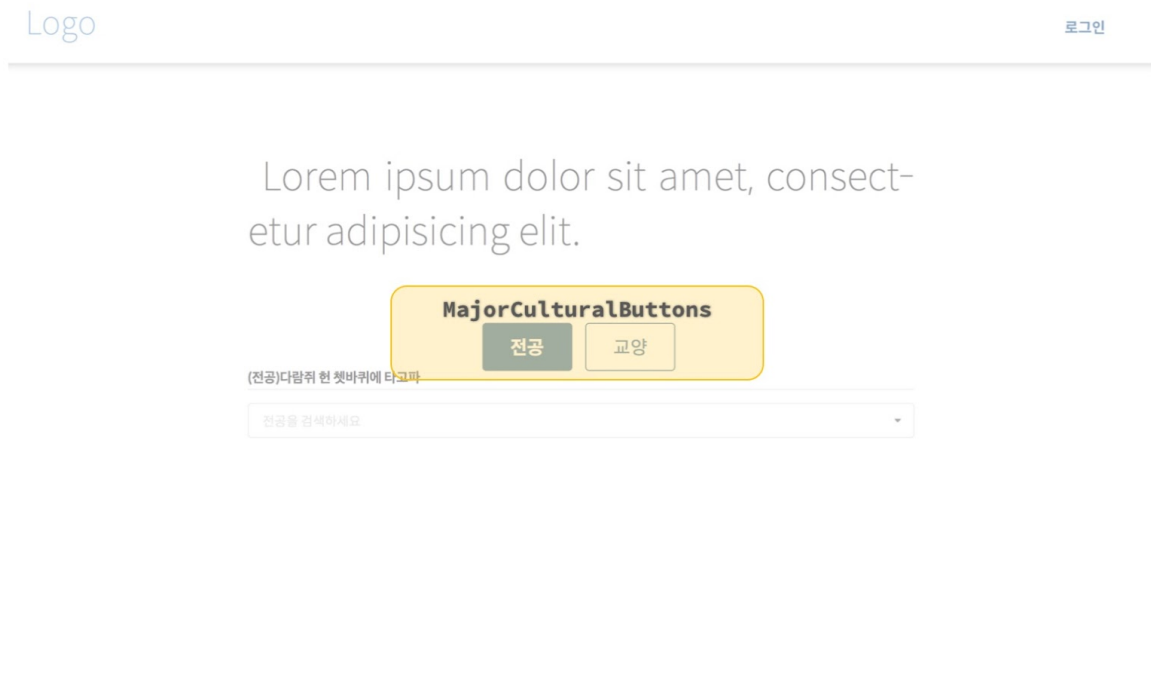 Logo
로그인
Lorem ipsum dolor sit amet, consect-
etur adipisicing elit.
MajorCulturalButtons
전공
교양
(전공)다람쥐 헌 쳇바퀴에 타고파
전공을 검색하세요